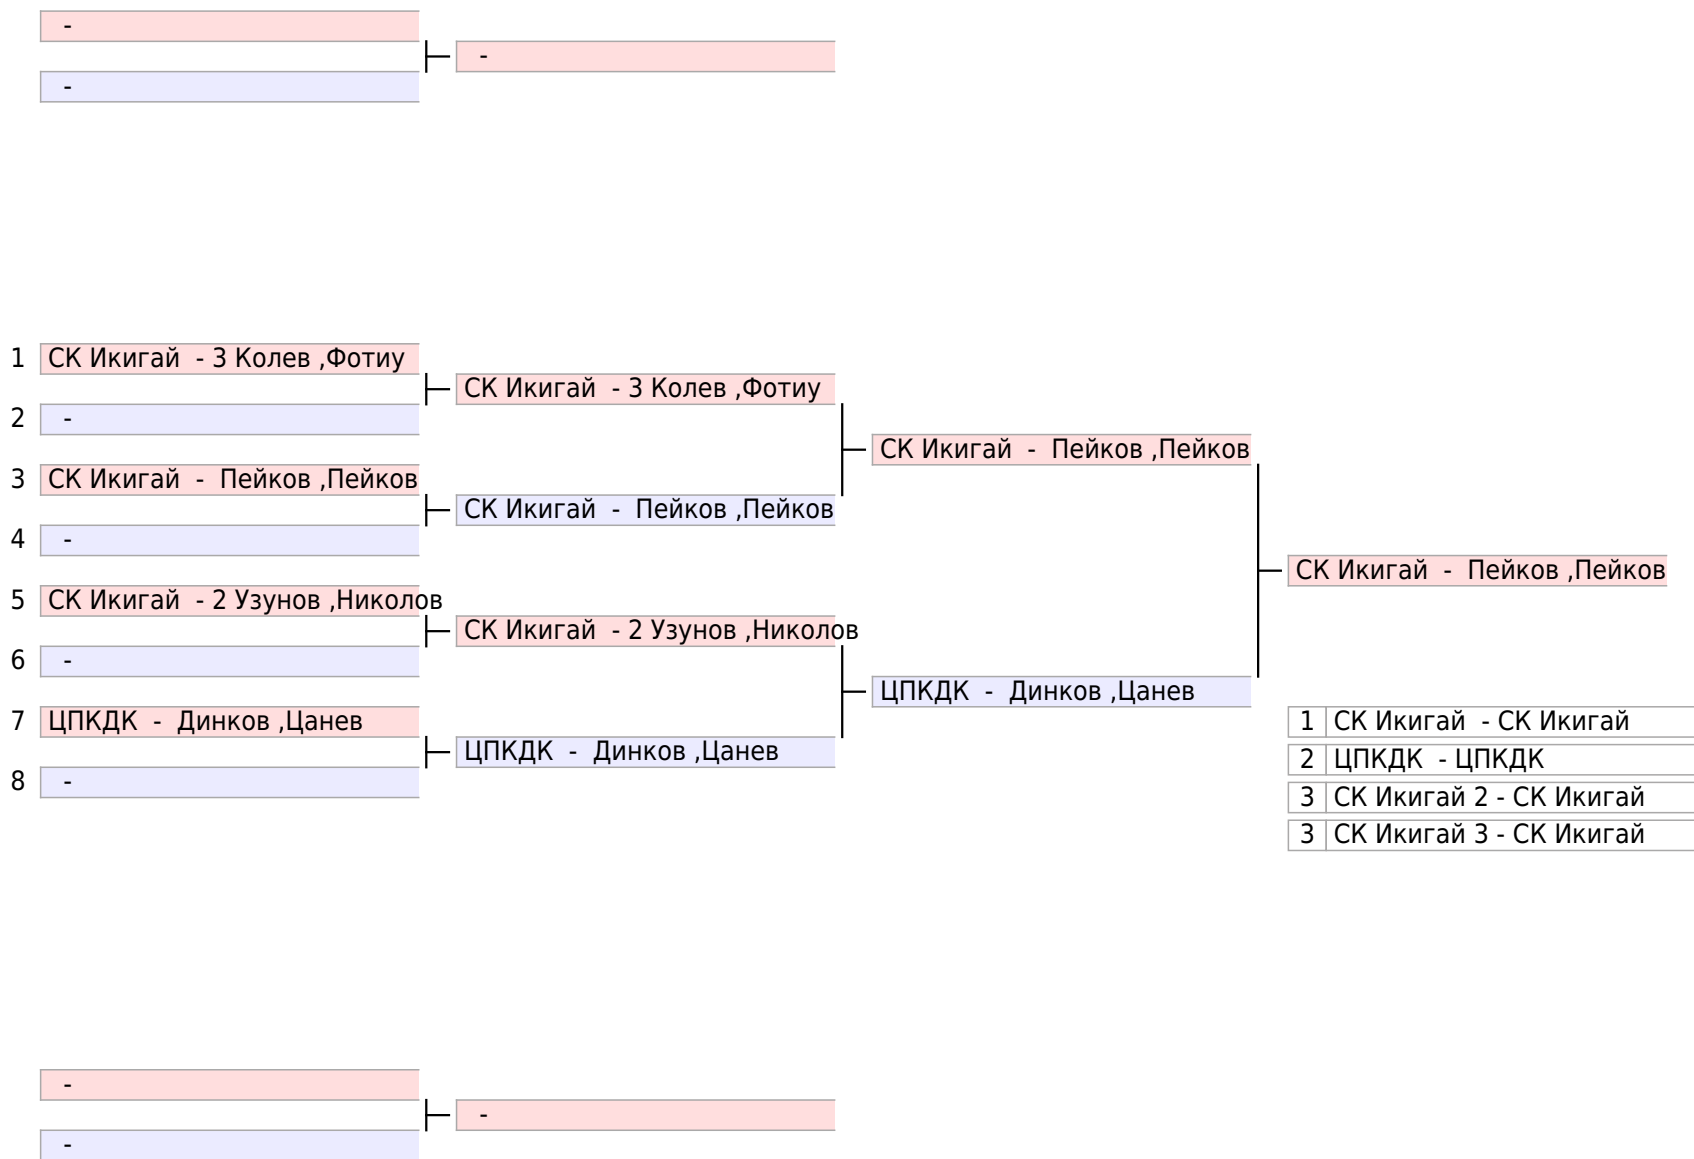 -
-
-
1 СК Икигай - 3 Колев ,Фотиу
СК Икигай - 3 Колев ,Фотиу
2 -
СК Икигай - Пейков ,Пейков
3 СК Икигай - Пейков ,Пейков
СК Икигай - Пейков ,Пейков
4 -
СК Икигай - Пейков ,Пейков
5 СК Икигай - 2 Узунов ,Николов
СК Икигай - 2 Узунов ,Николов
6 -
ЦПКДК - Динков ,Цанев
7 ЦПКДК - Динков ,Цанев
ЦПКДК - Динков ,Цанев
8 -
1 СК Икигай - СК Икигай
2 ЦПКДК - ЦПКДК
3 СК Икигай 2 - СК Икигай
3 СК Икигай 3 - СК Икигай
-
-
-